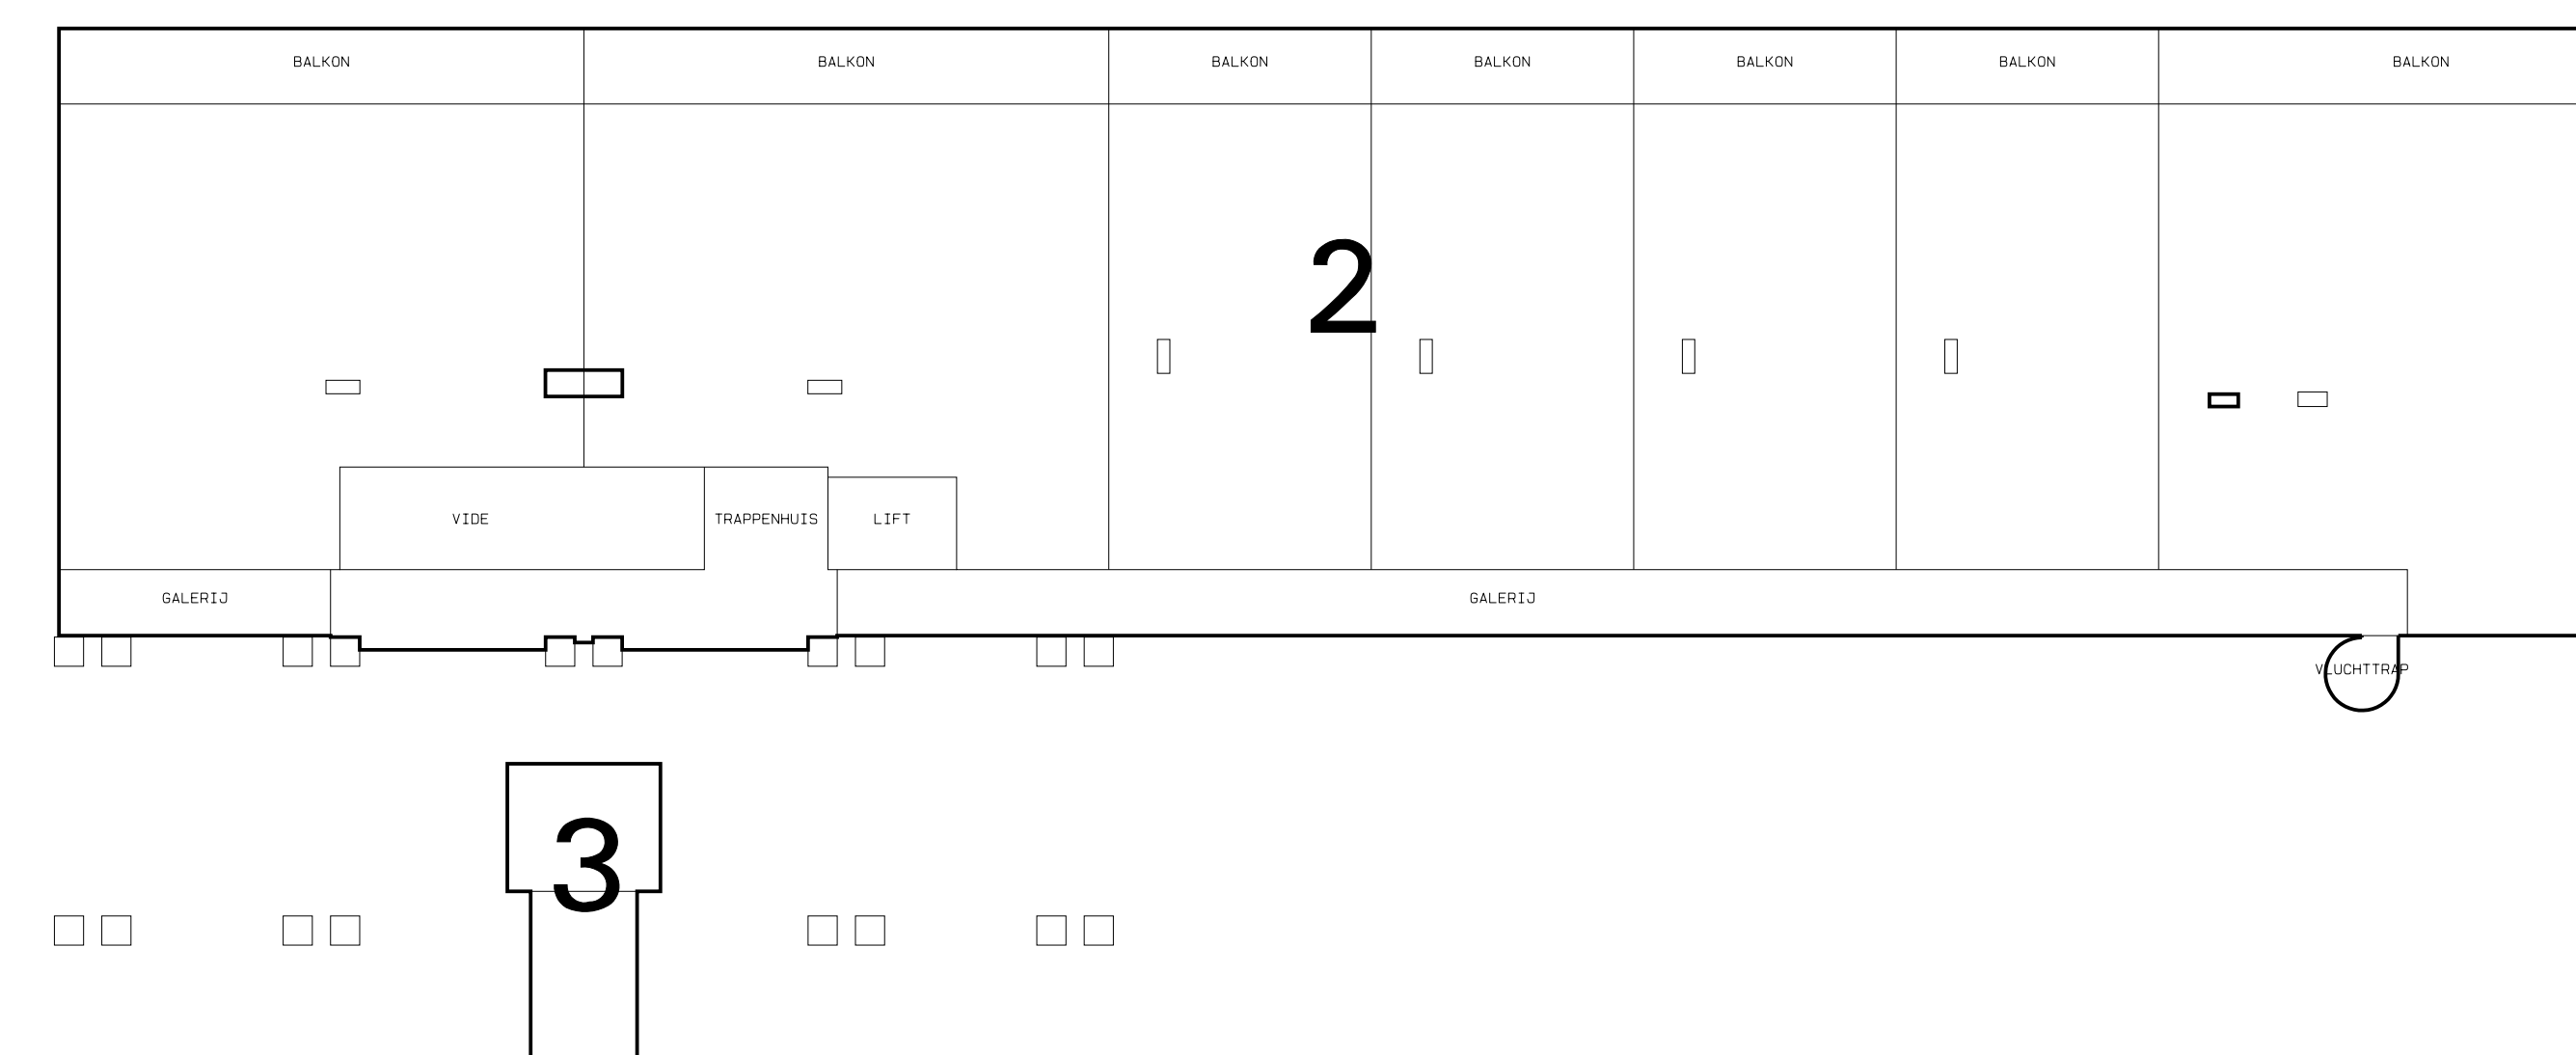 BALKON BALKON BALKON BALKON BALKON BALKON BALKON
2
VIDE TRAPPENHUIS LIFT
GALERIJ GALERIJ
VLUCHTTRAP
3